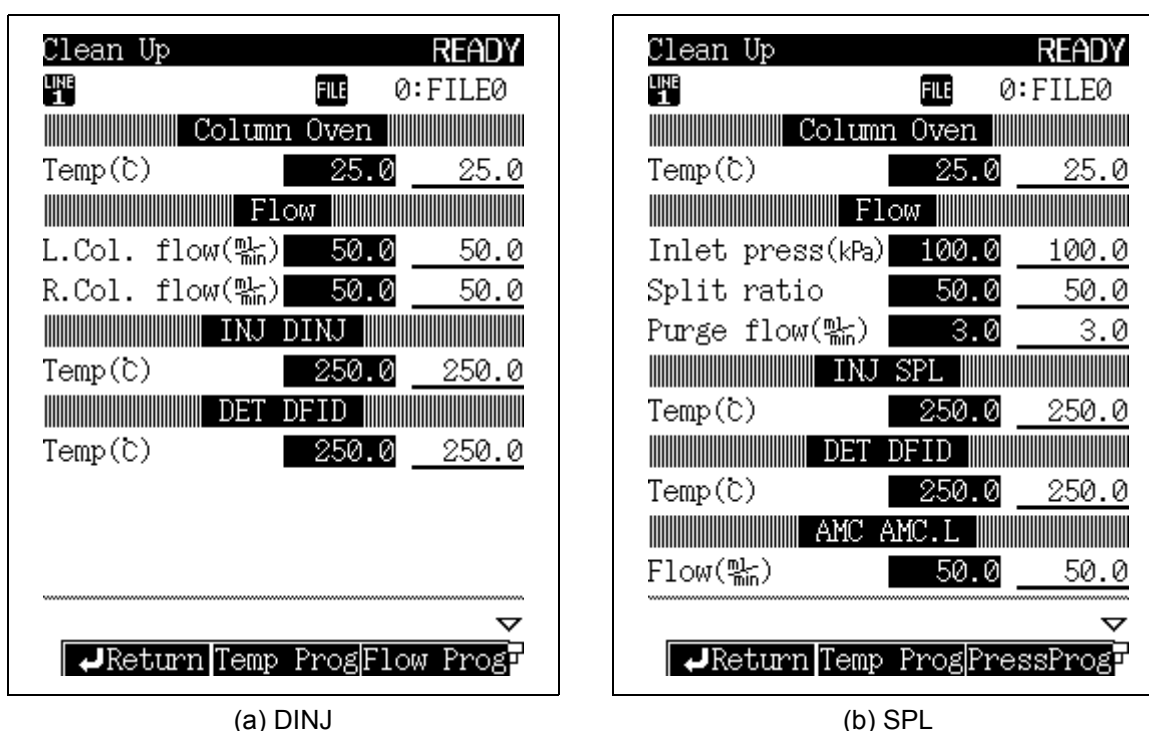 Clean Up READY
LINE 1 FILE 0:FILE0
Column Oven
Temp(℃) 25.0 25.0
Flow
L.Col. flow(ml/min) 50.0 50.0
R.Col. flow(ml/min) 50.0 50.0
INJ DINJ
Temp(℃) 250.0 250.0
DET DFID
Temp(℃) 250.0 250.0
↵Return Temp Prog Flow Prog
(a) DINJ
Clean Up READY
LINE 1 FILE 0:FILE0
Column Oven
Temp(℃) 25.0 25.0
Flow
Inlet press(kPa) 100.0 100.0
Split ratio 50.0 50.0
Purge flow(ml/min) 3.0 3.0
INJ SPL
Temp(℃) 250.0 250.0
DET DFID
Temp(℃) 250.0 250.0
AMC AMC.L
Flow(ml/min) 50.0 50.0
↵Return Temp Prog PressProg
(b) SPL